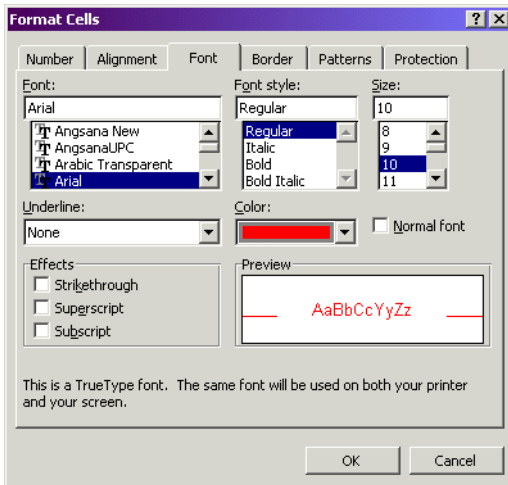 Format Cells
Number Alignment Font Border Patterns Protection
Font: Font style: Size:
Arial Regular 10
Angsana New Regular 8
AngsanaUPC Italic 9
Arabic Transparent Bold 10
Arial Bold Italic 11
Underline: Color:
None Normal font
Effects Preview
Strikethrough
Superscript AaBbCcYyZz
Subscript
This is a TrueType font. The same font will be used on both your printer
and your screen.
OK Cancel